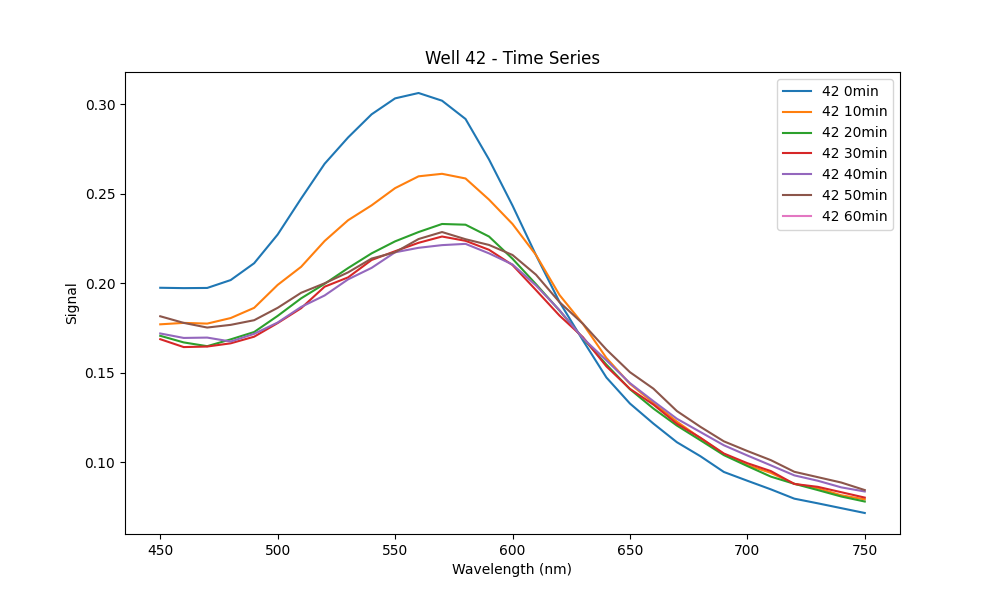 Well 42 - Time Series
42 0min
42 10min
42 20min
42 30min
42 40min
42 50min
42 60min
Signal
0.30
0.25
0.20
0.15
0.10
450 500 550 600 650 700 750
Wavelength (nm)